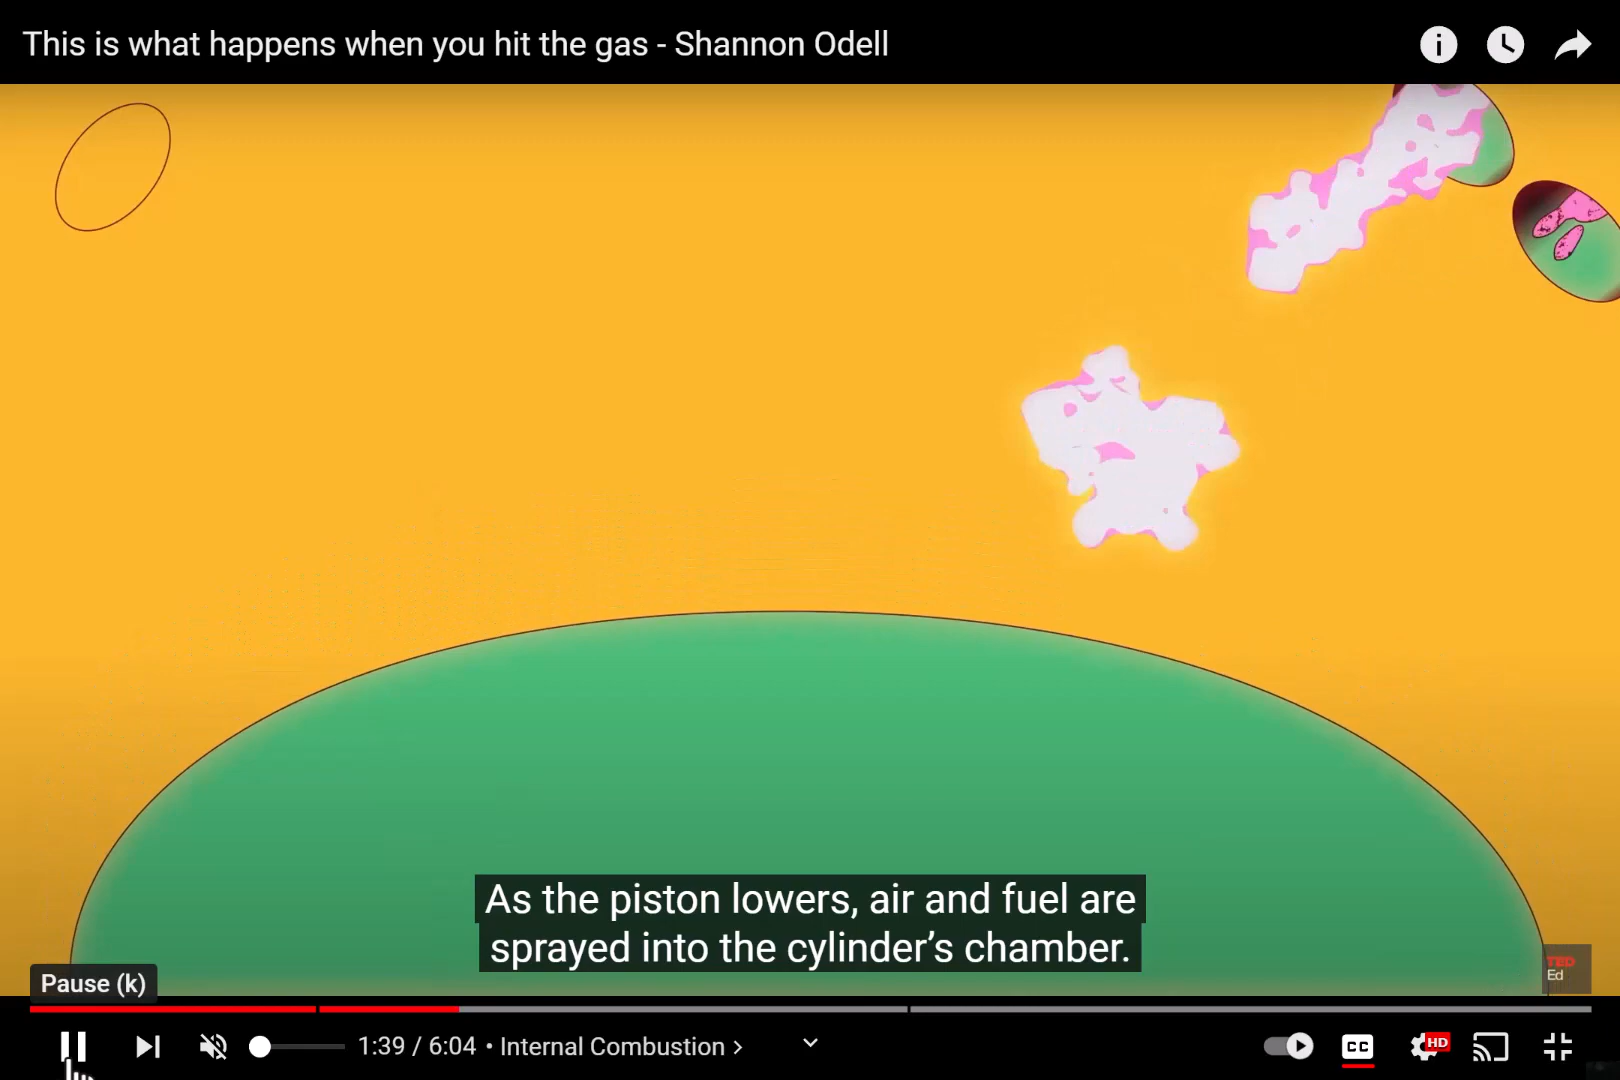 This is what happens when you hit the gas - Shannon Odell
As the piston lowers, air and fuel are
sprayed into the cylinder’s chamber.
TED
Ed
Pause (k)
1:39 / 6:04 • Internal Combustion
CC
HD